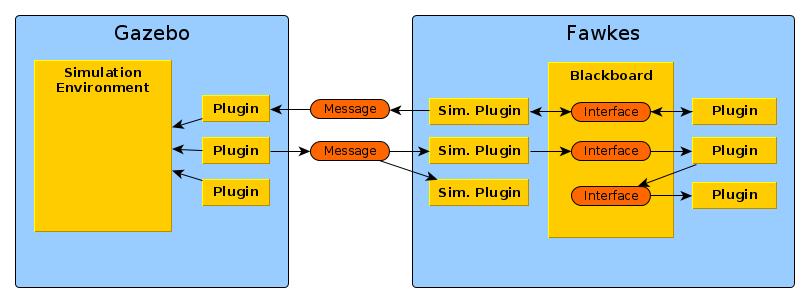 Gazebo
Fawkes
Simulation
Environment
Blackboard
Plugin
Message
Sim. Plugin
Interface
Plugin
Plugin
Message
Sim. Plugin
Interface
Plugin
Plugin
Sim. Plugin
Interface
Plugin